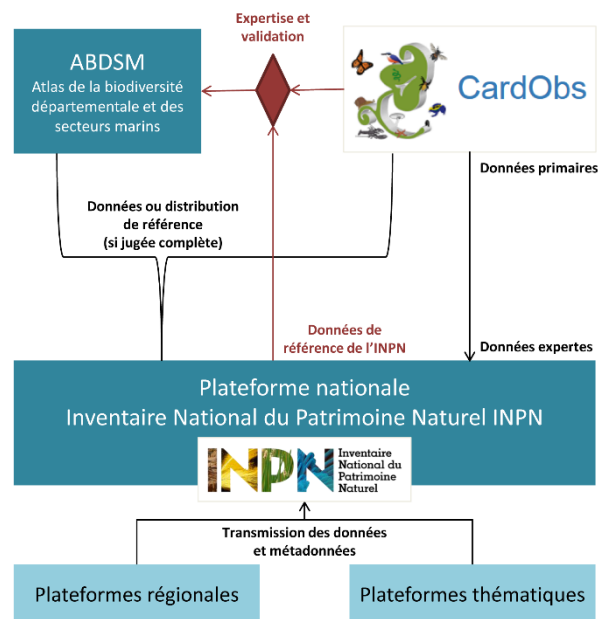 Expertise et
validation
ABDSM
Atlas de la biodiversité
départementale et des
secteurs marins
CardObs
Données primaires
Données ou distribution
de référence
(si jugée complète)
Données de
référence de l'INPN
Données expertes
Plateforme nationale
Inventaire National du Patrimoine Naturel INPN
INPN
Inventaire
National du
Patrimoine
Naturel
Transmission des données
et métadonnées
Plateformes régionales
Plateformes thématiques